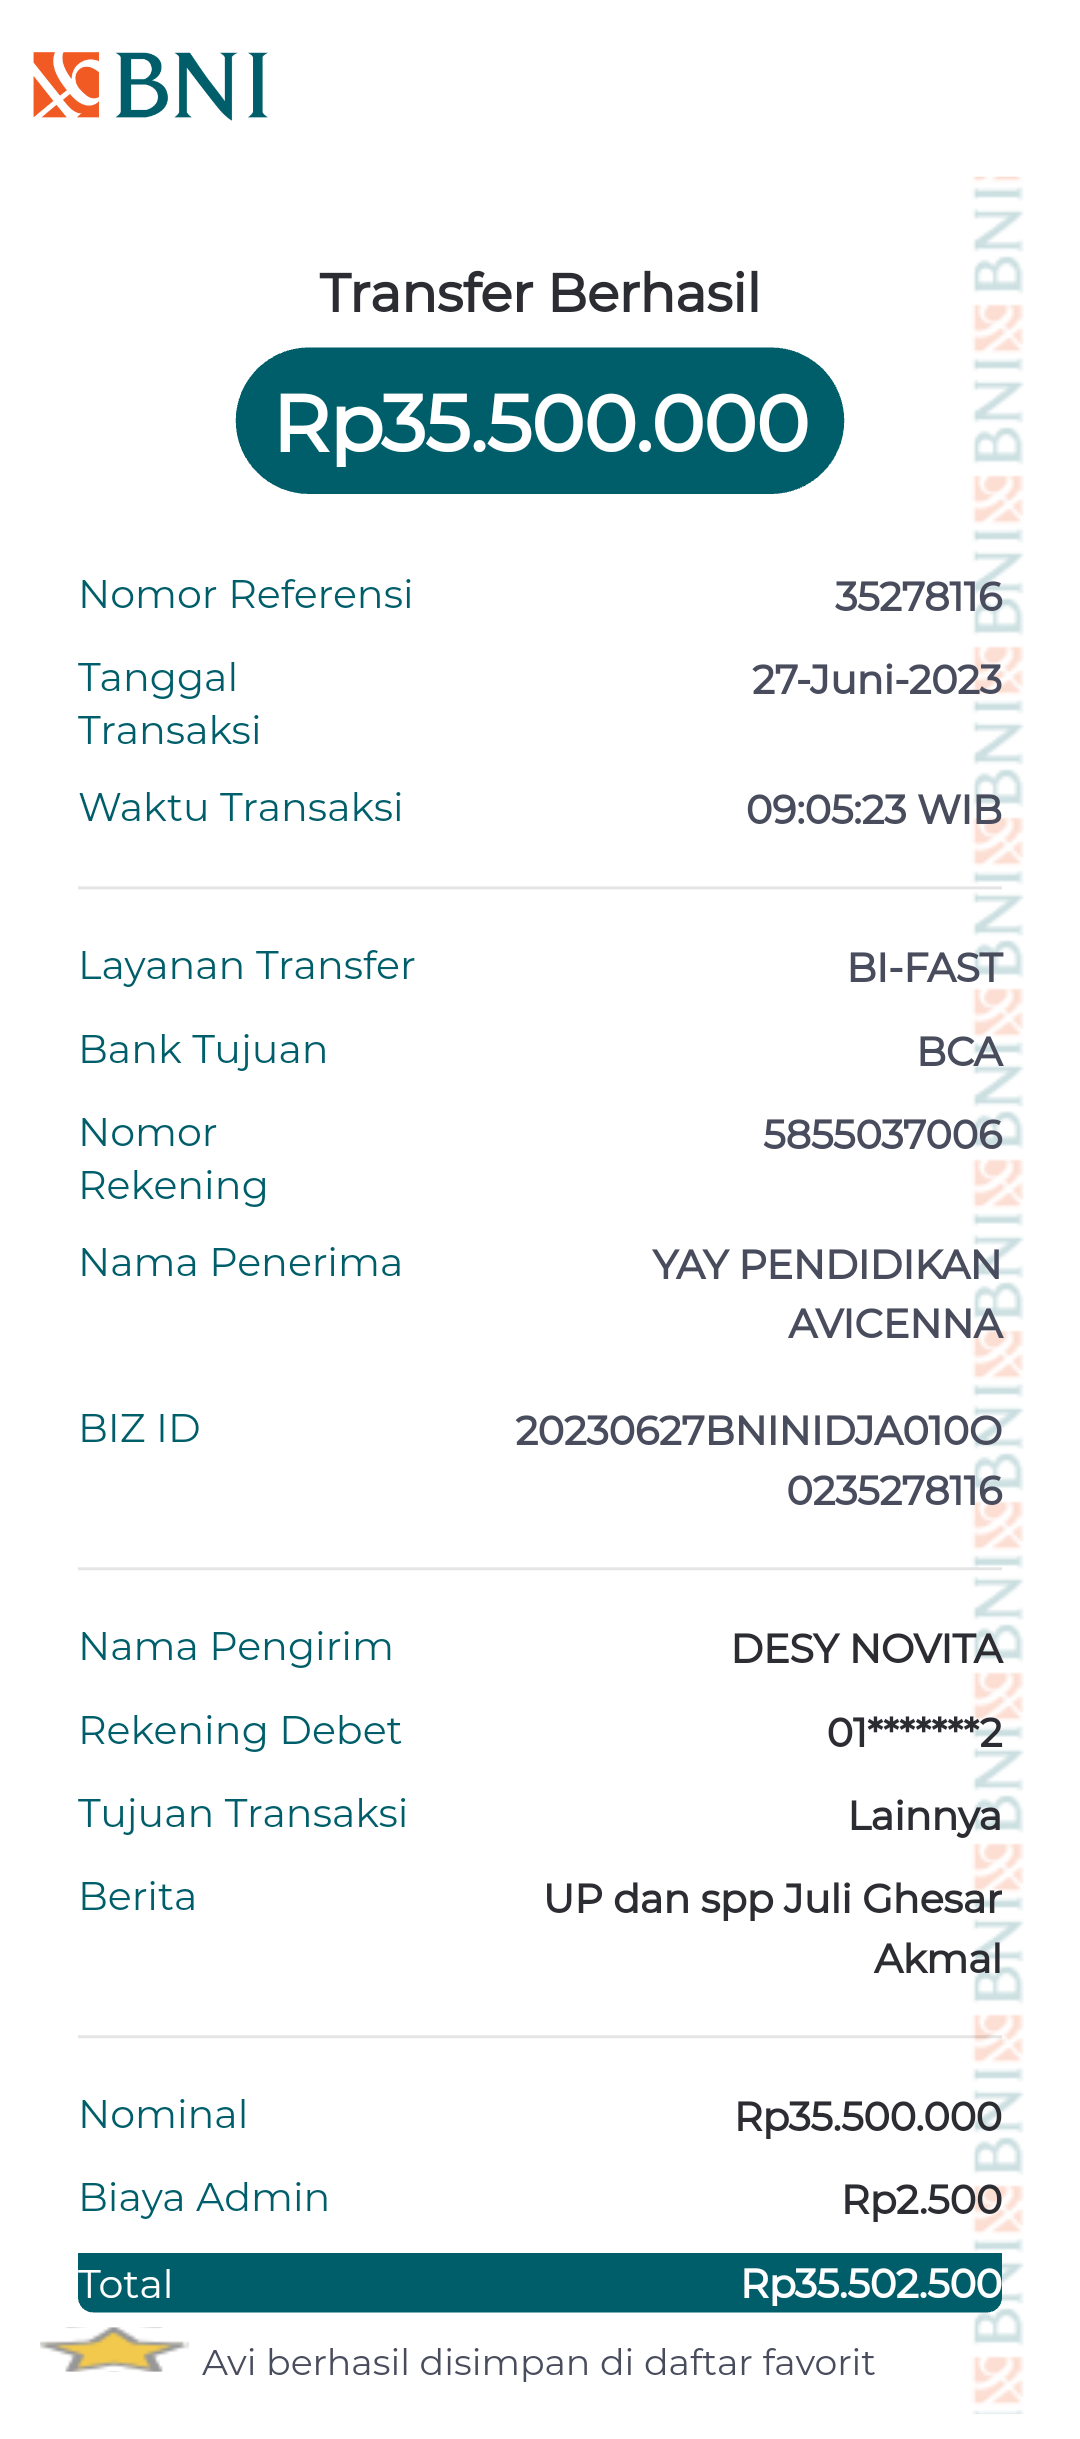 BNI
Transfer Berhasil
Rp35.500.000
Nomor Referensi 35278116
Tanggal 27-Juni-2023
Transaksi
Waktu Transaksi 09:05:23 WIB
Layanan Transfer BI-FAST
Bank Tujuan BCA
Nomor 5855037006
Rekening
Nama Penerima YAY PENDIDIKAN
AVICENNA
BIZ ID 20230627BNINIDJA010O
0235278116
Nama Pengirim DESY NOVITA
Rekening Debet 01*******2
Tujuan Transaksi Lainnya
Berita UP dan spp Juli Ghesar
Akmal
Nominal Rp35.500.000
Biaya Admin Rp2.500
Total Rp35.502.500
Avi berhasil disimpan di daftar favorit
BNI BNI BNI BNI BNI BNI BNI BNI BNI BNI BNI BNI BNI